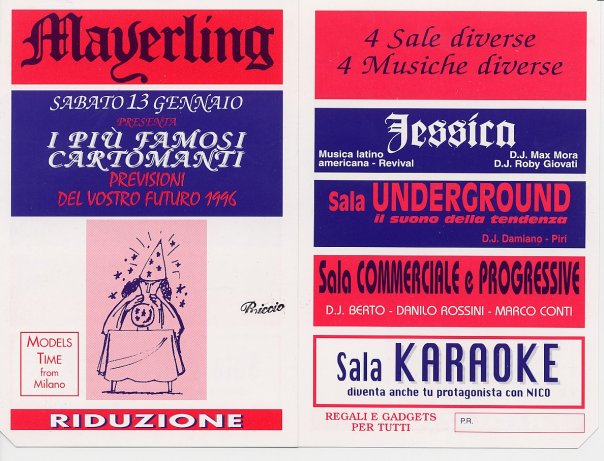 Mayerling
SABATO 13 GENNAIO
PRESENTA
I PIÙ FAMOSI
CARTOMANTI
PREVISIONI
DEL VOSTRO FUTURO 1996
MODELS
TIME
from
Milano
RIDUZIONE
4 Sale diverse
4 Musiche diverse
Jessica
Musica latino
americana - Revival
D.J. Max Mora
D.J. Roby Giovati
Sala UNDERGROUND
il suono della tendenza
D.J. Damiano - Piri
Sala COMMERCIALE e PROGRESSIVE
D.J. BERTO - DANILO ROSSINI - MARCO CONTI
Sala KARAOKE
diventa anche tu protagonista con NICO
REGALI E GADGETS
PER TUTTI
P.R.